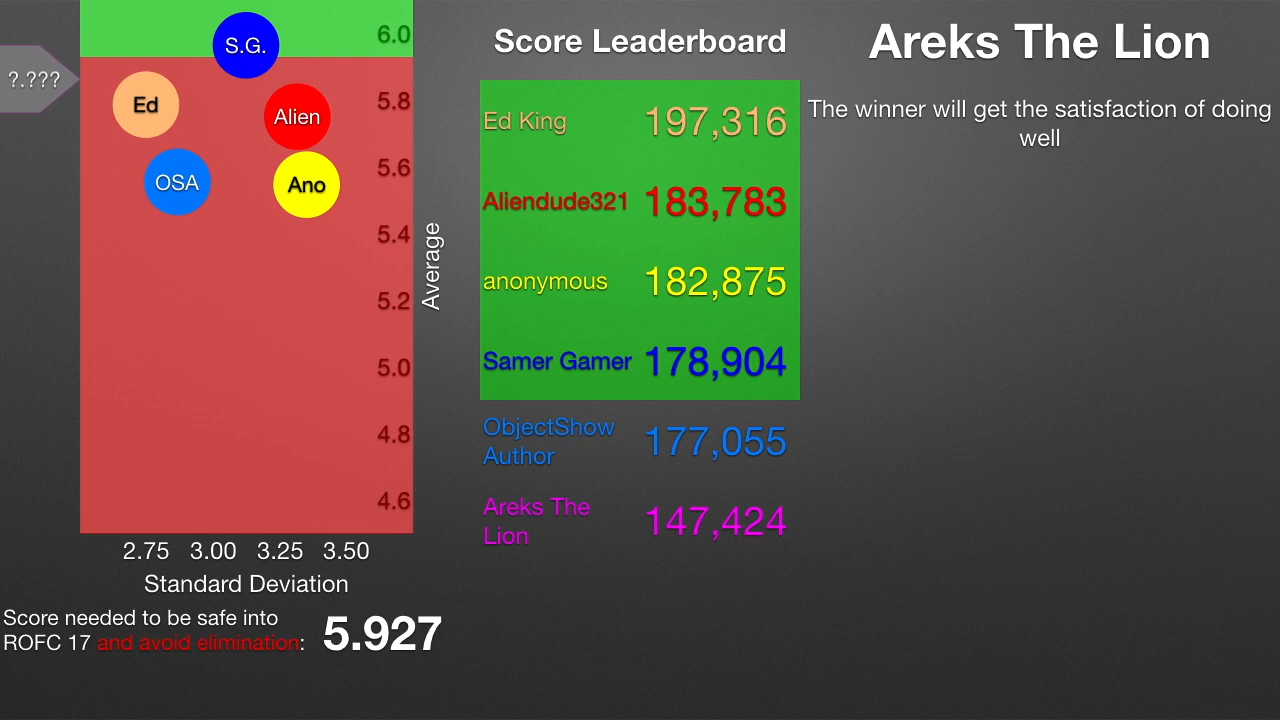 ?.???
S.G.
Ed
Alien
OSA
Ano
6.0
5.8
5.6
5.4
5.2
5.0
4.8
4.6
Average
2.75 3.00 3.25 3.50
Standard Deviation
Score needed to be safe into
ROFC 17 and avoid elimination:
5.927
Score Leaderboard
Ed King 197,316
Aliendude321 183,783
anonymous 182,875
Samer Gamer 178,904
ObjectShow
Author
177,055
Areks The
Lion
147,424
Areks The Lion
The winner will get the satisfaction of doing
well